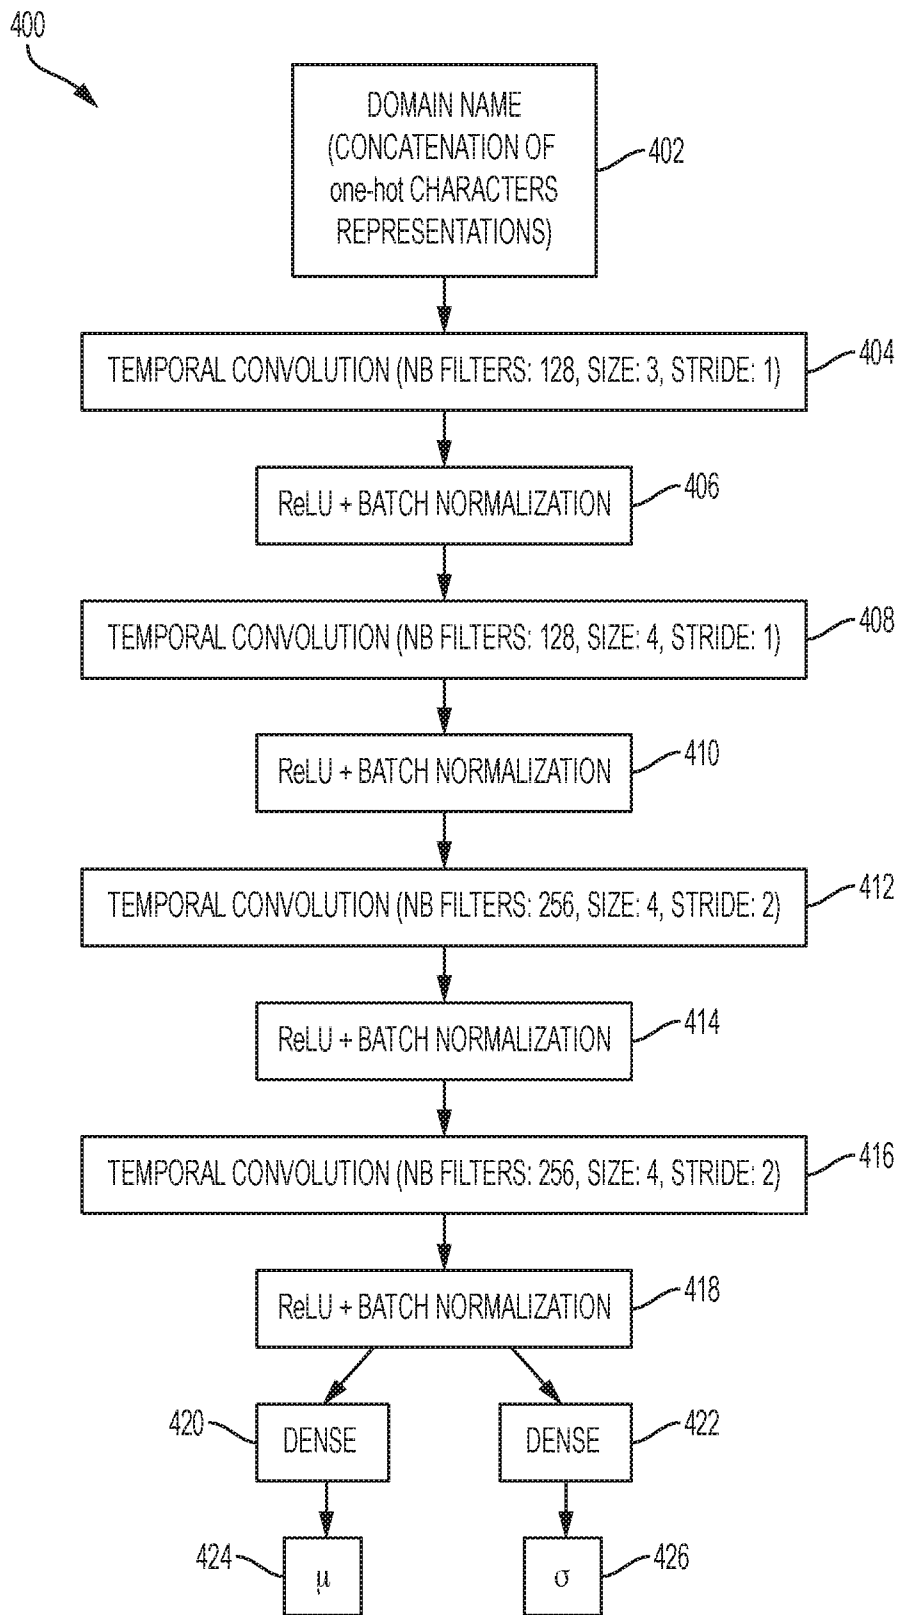 400
DOMAIN NAME
(CONCATENATION OF
one-hot CHARACTERS
REPRESENTATIONS)
402
TEMPORAL CONVOLUTION (NB FILTERS: 128, SIZE: 3, STRIDE: 1)
404
ReLU + BATCH NORMALIZATION
406
TEMPORAL CONVOLUTION (NB FILTERS: 128, SIZE: 4, STRIDE: 1)
408
ReLU + BATCH NORMALIZATION
410
TEMPORAL CONVOLUTION (NB FILTERS: 256, SIZE: 4, STRIDE: 2)
412
ReLU + BATCH NORMALIZATION
414
TEMPORAL CONVOLUTION (NB FILTERS: 256, SIZE: 4, STRIDE: 2)
416
ReLU + BATCH NORMALIZATION
418
420
DENSE
DENSE
422
424
μ
σ
426